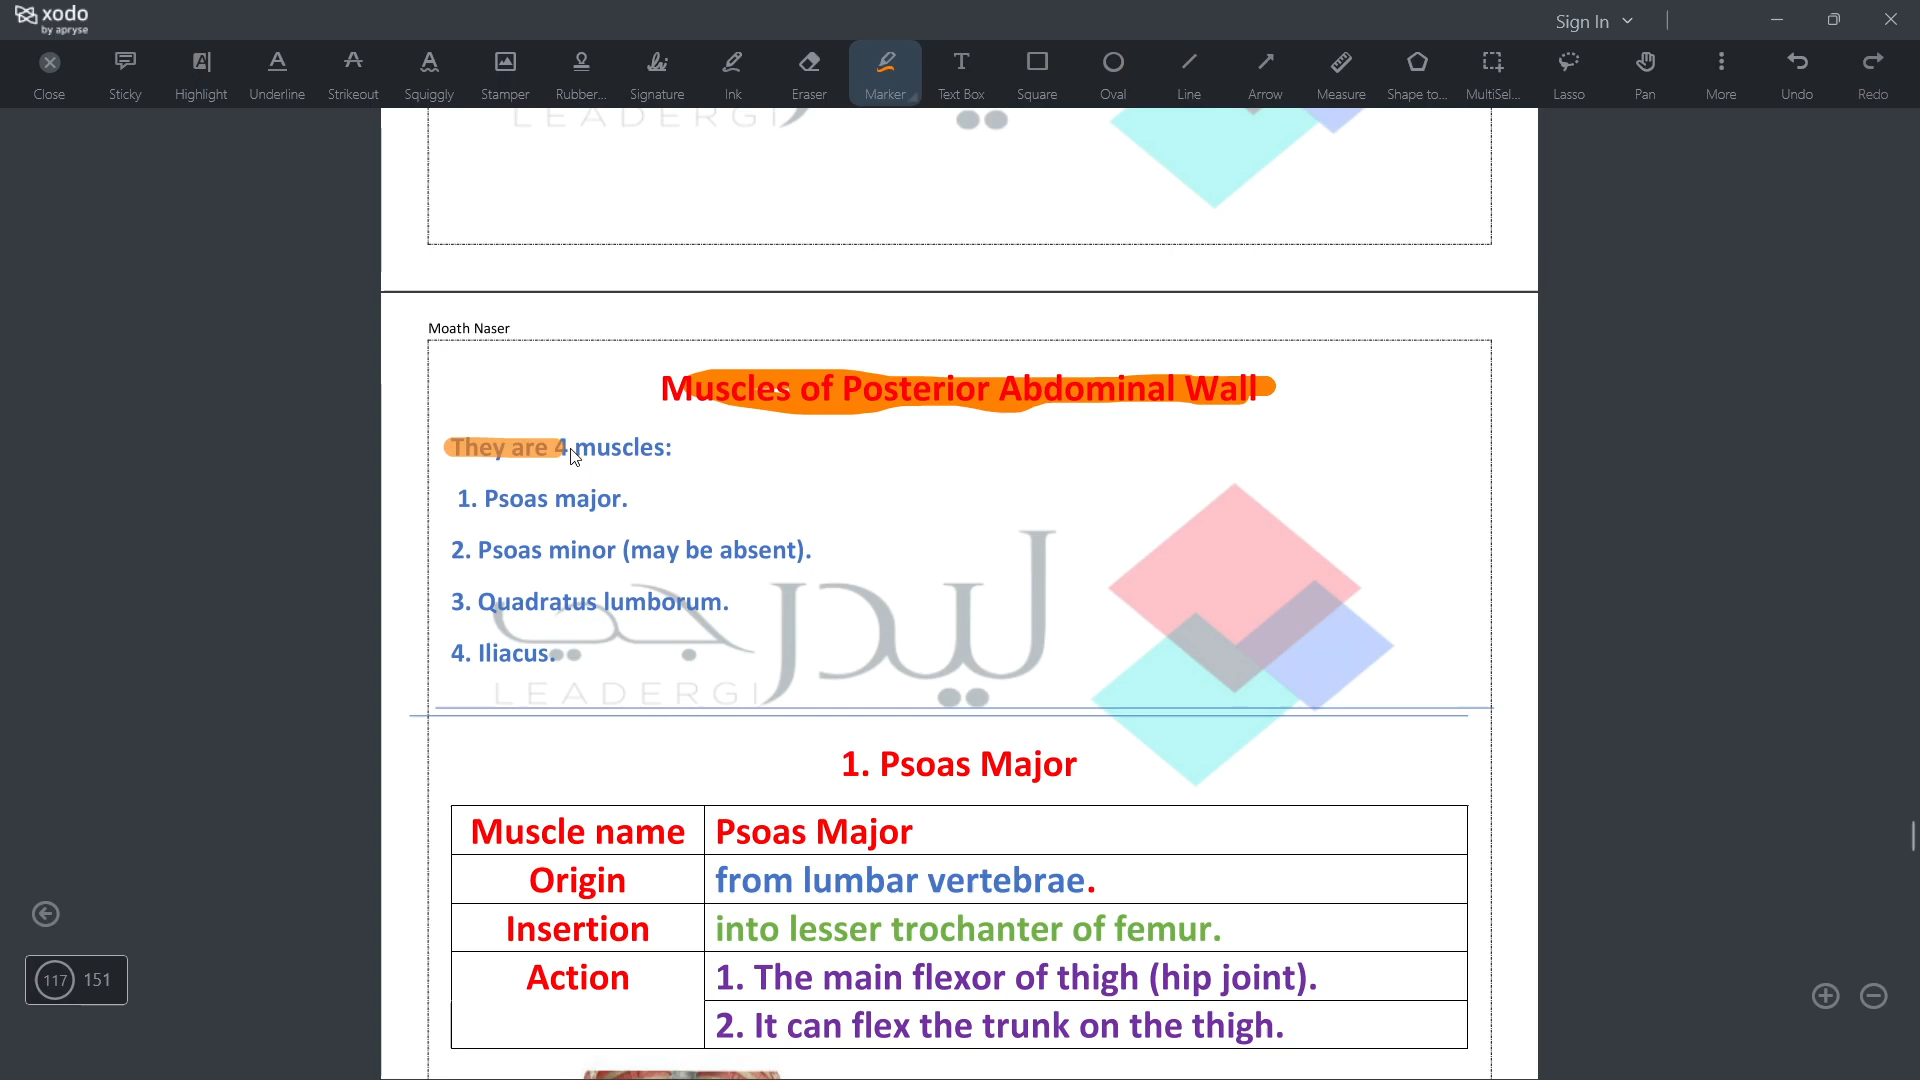 xodo
by apryse
Sign In
Close
Sticky
Highlight
Underline
Strikeout
Squiggly
Stamper
Rubber...
Signature
Ink
Eraser
Marker
Text Box
Square
Oval
Line
Arrow
Measure
Shape to...
MultiSel...
Lasso
Pan
More
Undo
Redo
LEADERGI
Moath Naser
Muscles of Posterior Abdominal Wall
They are 4 muscles:
1. Psoas major.
2. Psoas minor (may be absent).
3. Quadratus lumborum.
4. Iliacus.
ليدرجي
LEADERGI
1. Psoas Major
Muscle name Psoas Major
Origin from lumbar vertebrae.
Insertion into lesser trochanter of femur.
Action 1. The main flexor of thigh (hip joint).
2. It can flex the trunk on the thigh.
117 151